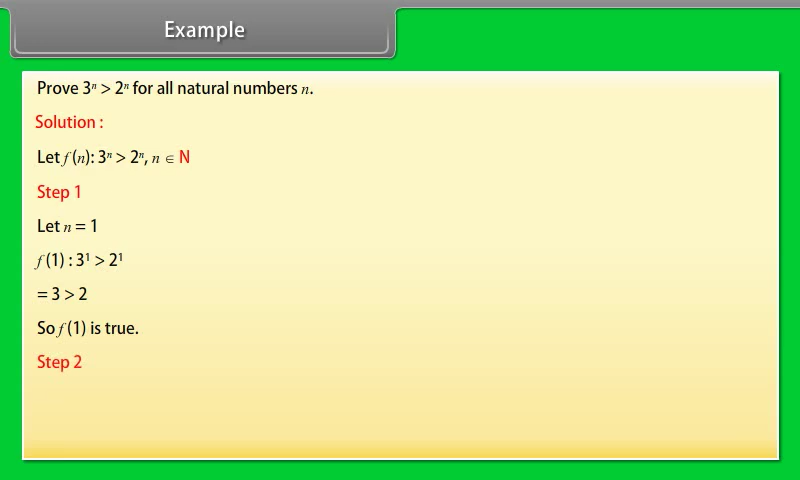 Example
Prove 3ⁿ > 2ⁿ for all natural numbers n.
Solution :
Let f (n): 3ⁿ > 2ⁿ, n ∈ N
Step 1
Let n = 1
f (1) : 3¹ > 2¹
= 3 > 2
So f (1) is true.
Step 2